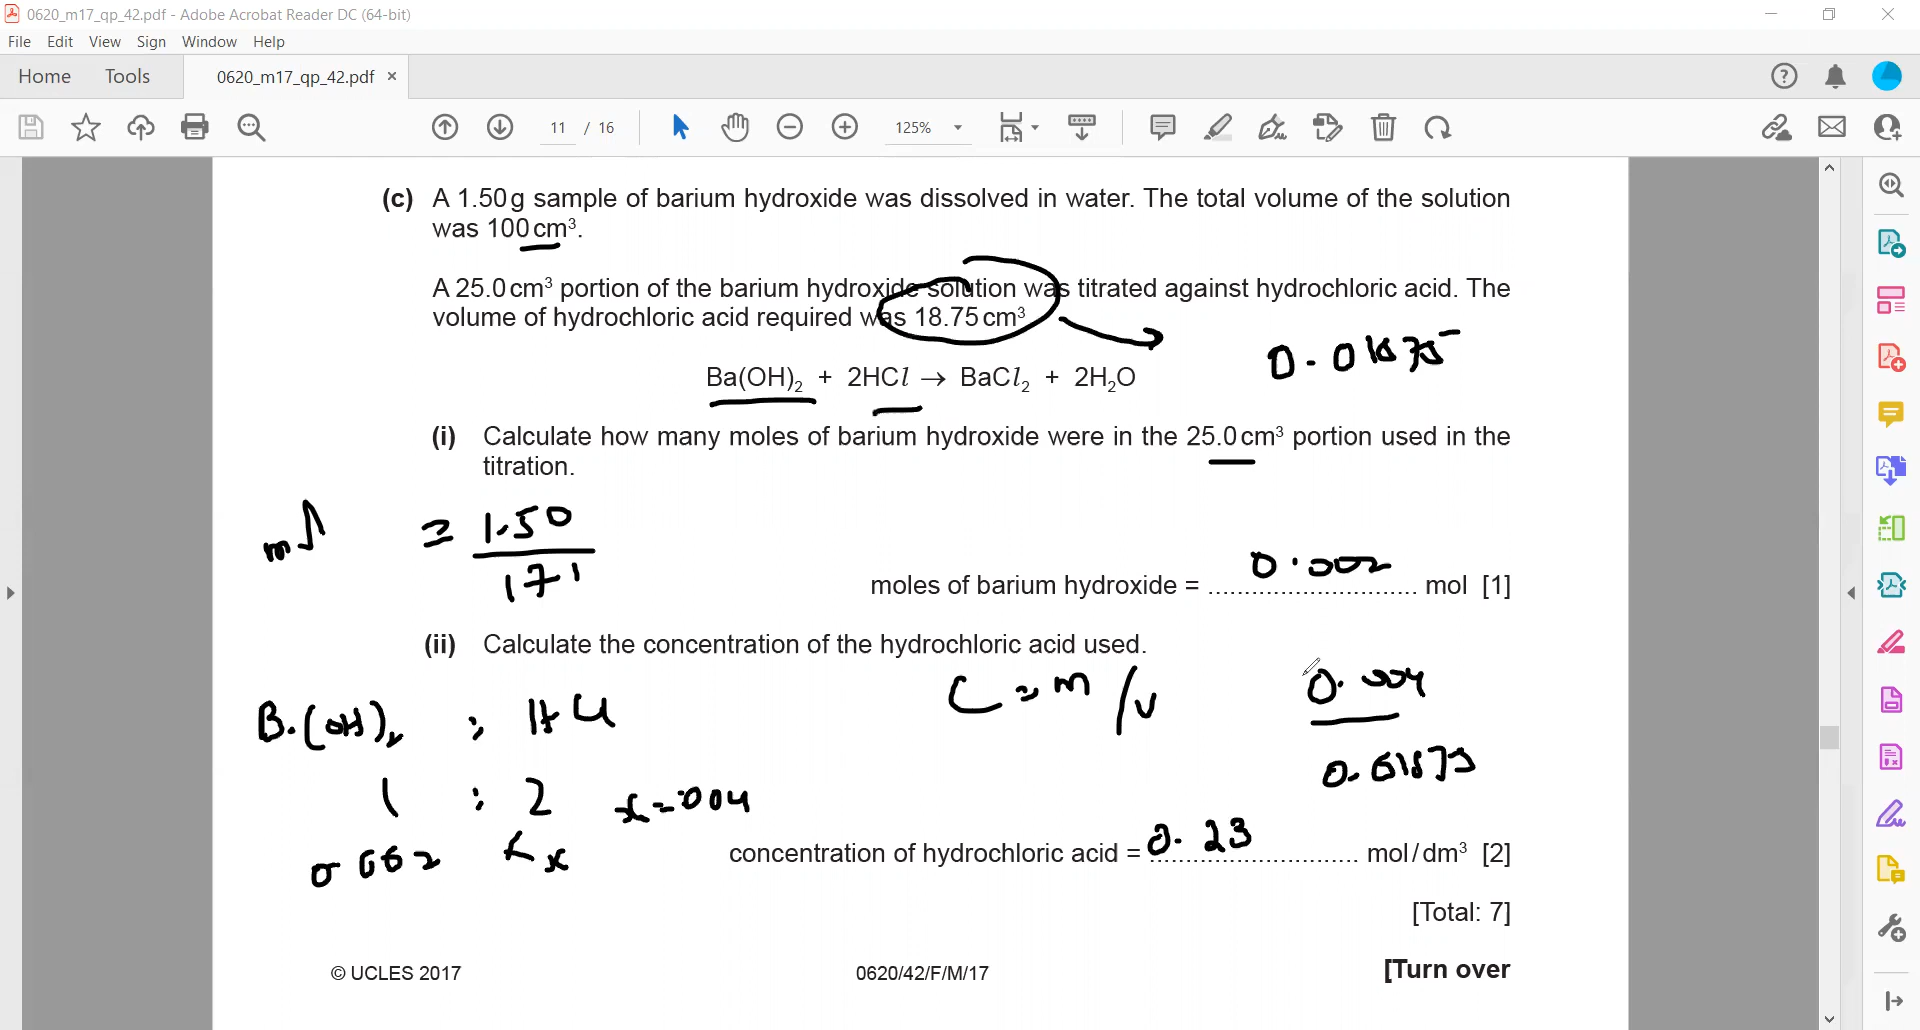 0620_m17_qp_42.pdf - Adobe Acrobat Reader DC (64-bit)
File Edit View Sign Window Help
Home Tools 0620_m17_qp_42.pdf ×
11 / 16 125%
(c) A 1.50 g sample of barium hydroxide was dissolved in water. The total volume of the solution
was 100 cm³.
A 25.0 cm³ portion of the barium hydroxide solution was titrated against hydrochloric acid. The
volume of hydrochloric acid required was 18.75 cm³
0.01875
Ba(OH)₂ + 2HCl → BaCl₂ + 2H₂O
(i) Calculate how many moles of barium hydroxide were in the 25.0 cm³ portion used in the
titration.
= 1.50
171
0.002
moles of barium hydroxide = .............................. mol [1]
(ii) Calculate the concentration of the hydrochloric acid used.
C = m/v
0.004
0.01875
B.(OH)₂ : HCl
1 : 2
x = .004
0.002 x
0.23
concentration of hydrochloric acid = .............................. mol/dm³ [2]
[Total: 7]
© UCLES 2017 0620/42/F/M/17 [Turn over